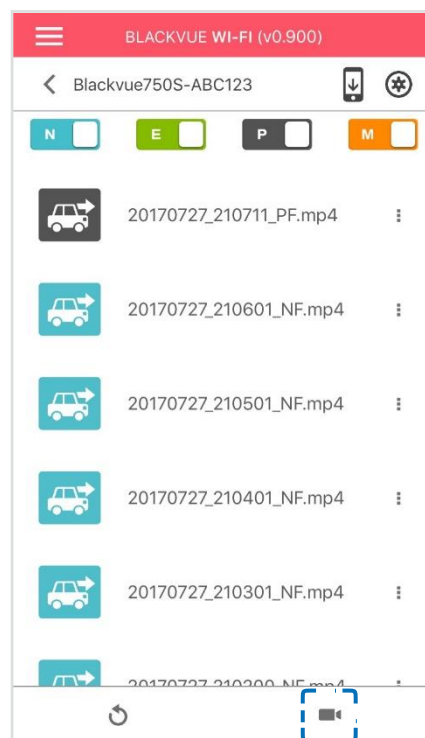 BLACKVUE WI-FI (v0.900)
Blackvue750S-ABC123
N E P M
20170727_210711_PF.mp4
20170727_210601_NF.mp4
20170727_210501_NF.mp4
20170727_210401_NF.mp4
20170727_210301_NF.mp4